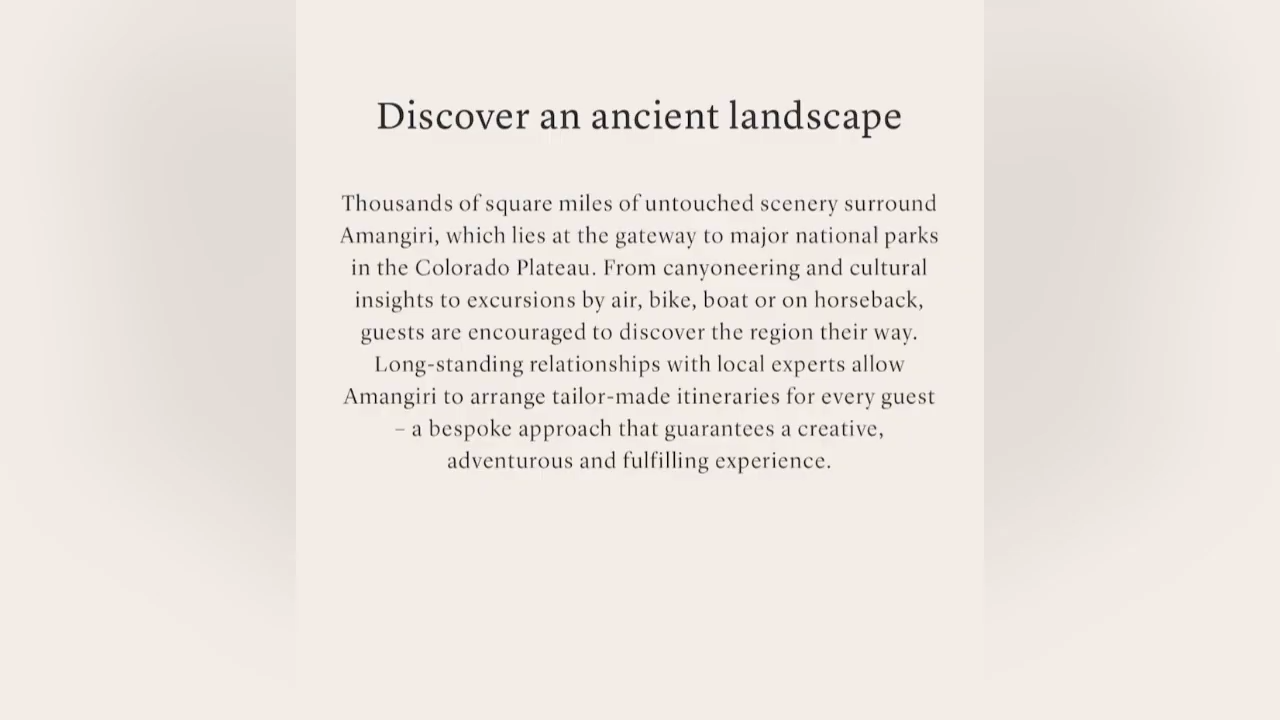 Discover an ancient landscape
Thousands of square miles of untouched scenery surround
Amangiri, which lies at the gateway to major national parks
in the Colorado Plateau. From canyoneering and cultural
insights to excursions by air, bike, boat or on horseback,
guests are encouraged to discover the region their way.
Long-standing relationships with local experts allow
Amangiri to arrange tailor-made itineraries for every guest
– a bespoke approach that guarantees a creative,
adventurous and fulfilling experience.